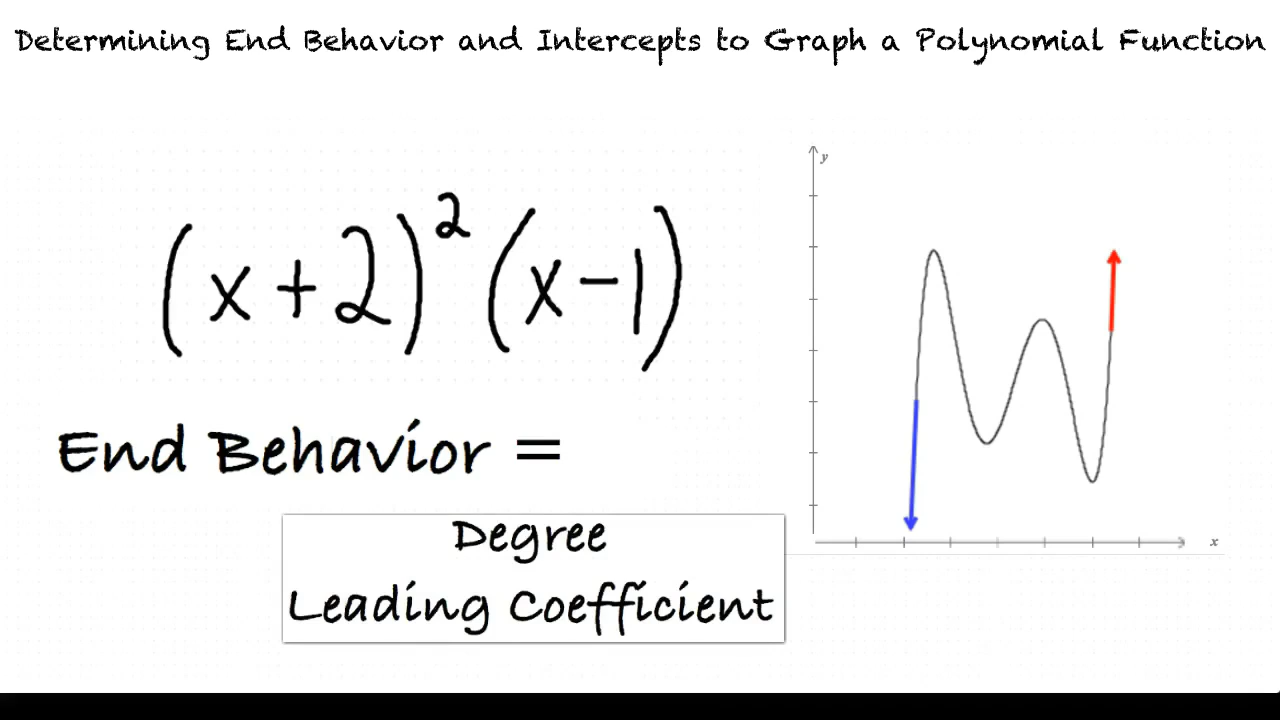 Determining End Behavior and Intercepts to Graph a Polynomial Function
(x+2)²(x-1)
End Behavior =
Degree
Leading Coefficient
y
x